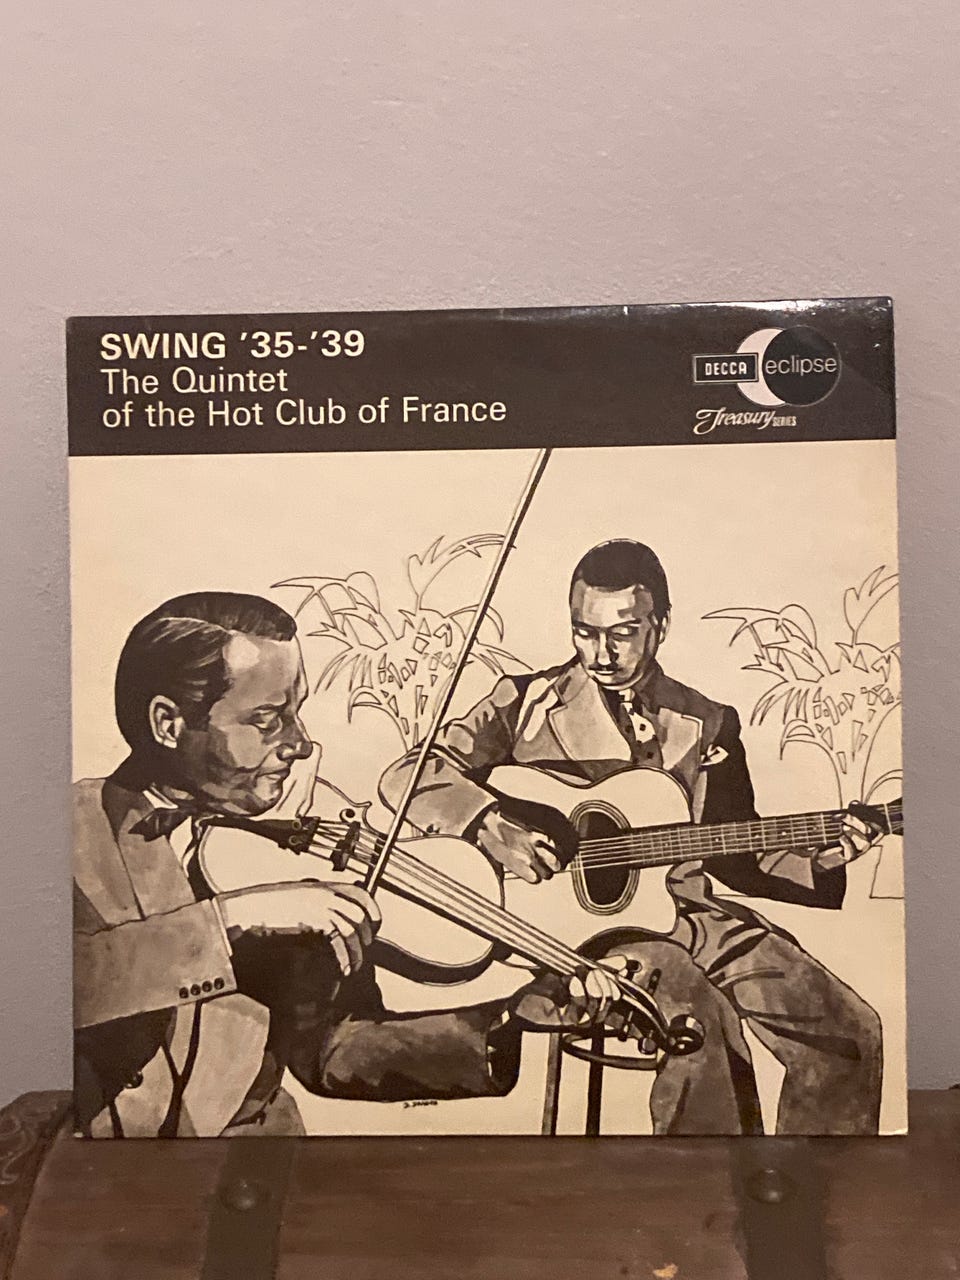 SWING '35-'39
The Quintet
of the Hot Club of France
DECCA eclipse
Treasury SERIES